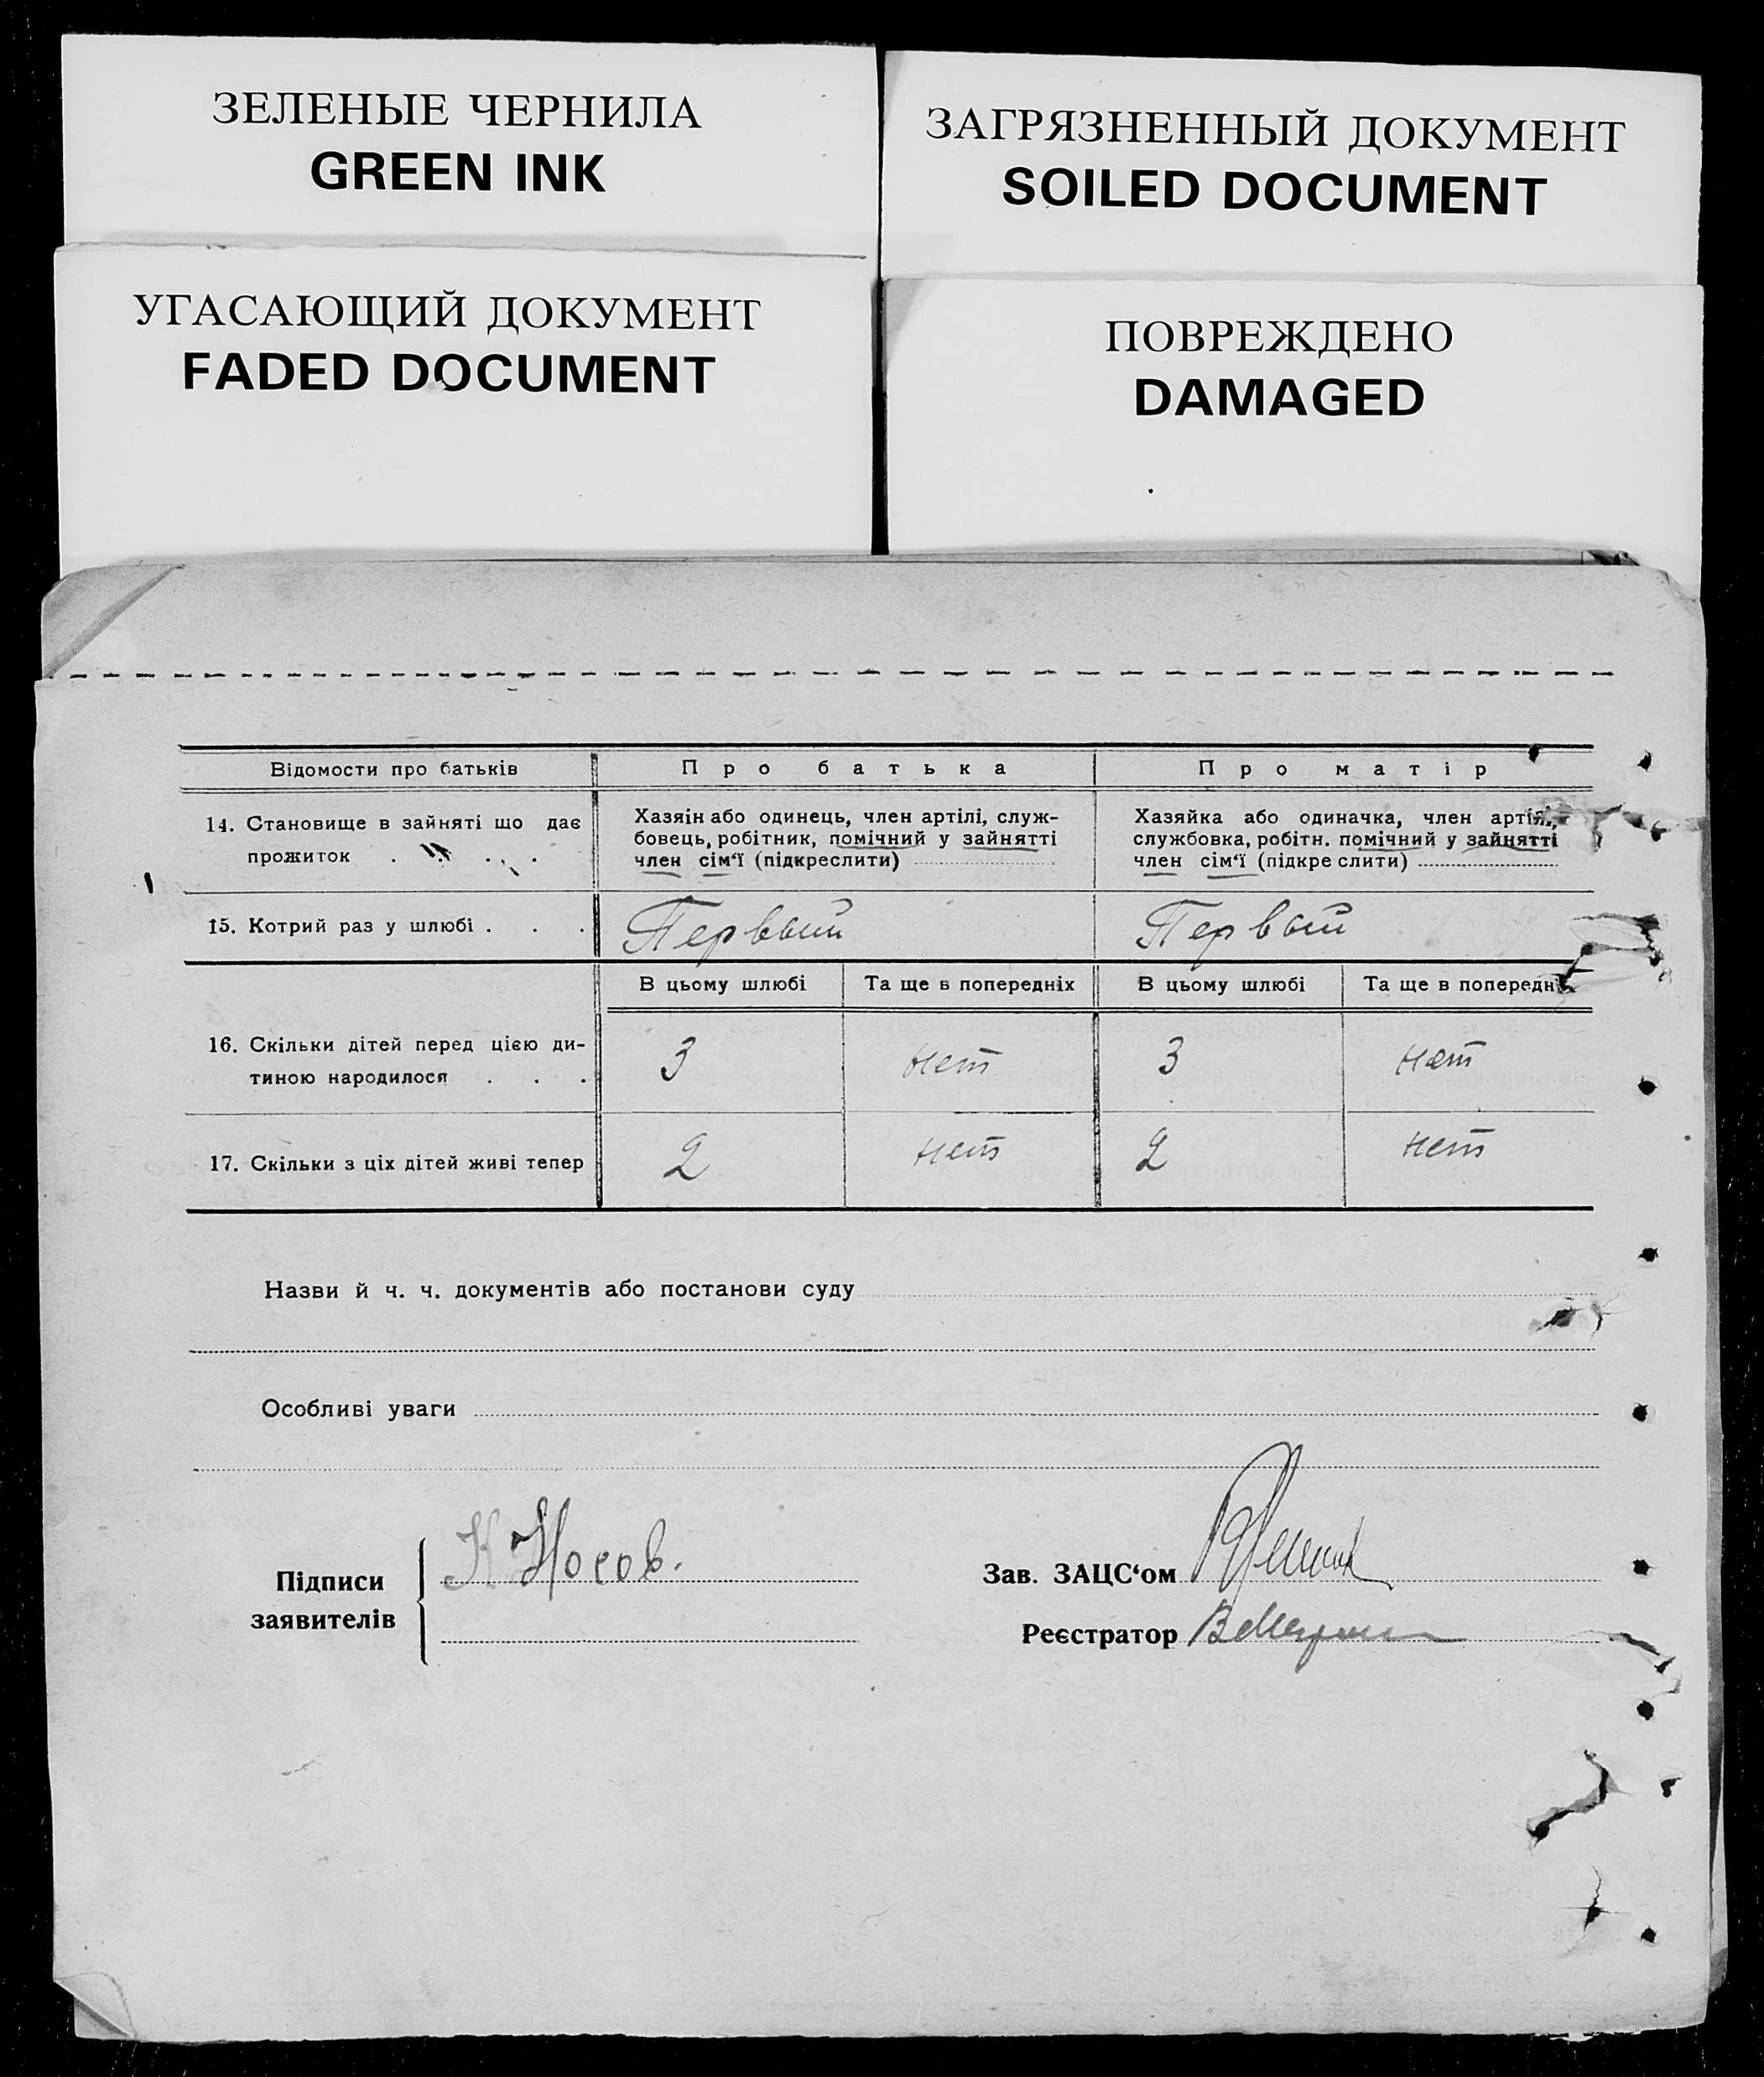 ЗЕЛЕНЫЕ ЧЕРНИЛА
GREEN INK
ЗАГРЯЗНЕННЫЙ ДОКУМЕНТ
SOILED DOCUMENT
УГАСАЮЩИЙ ДОКУМЕНТ
FADED DOCUMENT
ПОВРЕЖДЕНО
DAMAGED
Відомости про батьків
Про батька
Про матір
14. Становище в зайняті що дає
прожиток . . . .
Хазяін або одинець, член артілі, служ-
бовець, робітник, помічний у зайнятті
член сім‘ї (підкреслити)
Хазяйка або одиначка, член артілі,
службовка, робітн. помічний у зайнятті
член сім‘ї (підкре слити)
15. Котрий раз у шлюбі . . .
Первый
Первый
В цьому шлюбі
Та ще в попередніх
В цьому шлюбі
Та ще в попередн
16. Скільки дітей перед цією ди-
тиною народилося . . .
3
нет
3
нет
17. Скільки з ціх дітей живі тепер
2
нет
2
нет
Назви й ч. ч. документів або постанови суду
Особливі уваги
Підписи
заявителів
К Носов.
Зав. ЗАЦС‘ом
Реєстратор